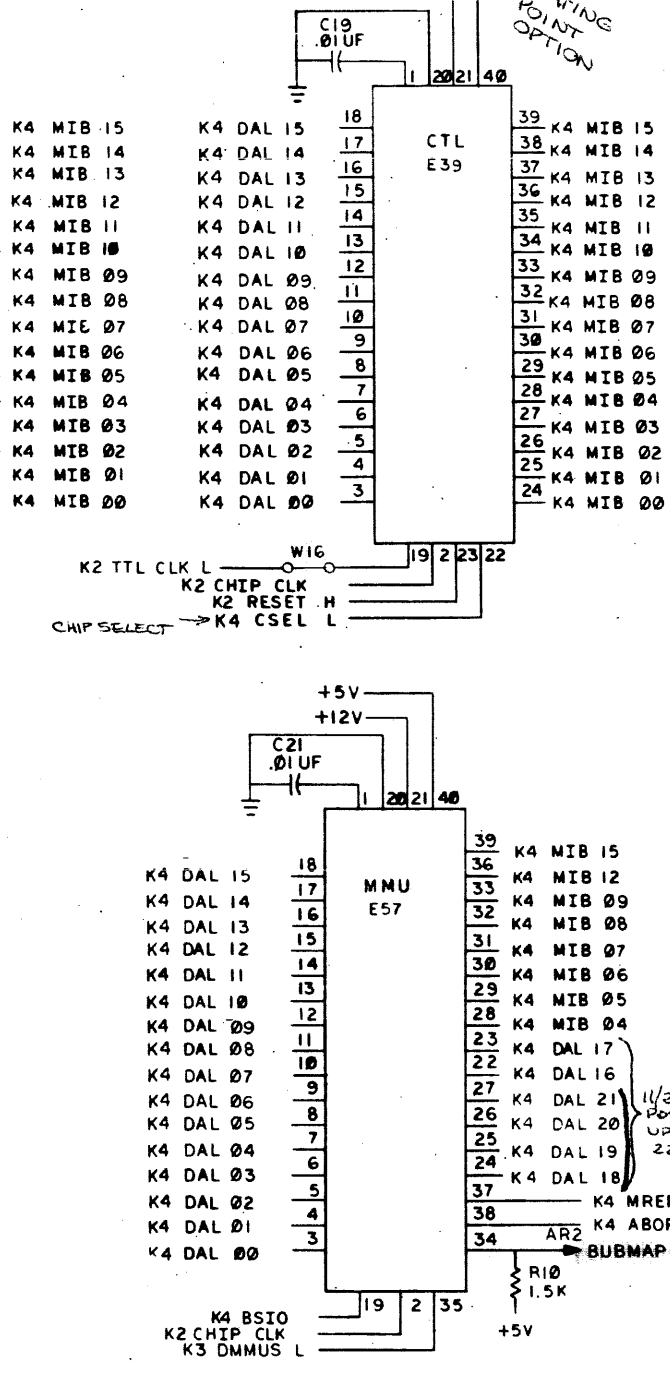 POINT
OPTION
C19
.01UF
1 20 21 40
CTL
E39
K4 MIB 15 K4 DAL 15 18 39 K4 MIB 15
K4 MIB 14 K4 DAL 14 17 38 K4 MIB 14
K4 MIB 13 K4 DAL 13 16 37 K4 MIB 13
K4 MIB 12 K4 DAL 12 15 36 K4 MIB 12
K4 MIB 11 K4 DAL 11 14 35 K4 MIB 11
K4 MIB 10 K4 DAL 10 13 34 K4 MIB 10
K4 MIB 09 K4 DAL 09 12 33 K4 MIB 09
K4 MIB 08 K4 DAL 08 11 32 K4 MIB 08
K4 MIB 07 K4 DAL 07 10 31 K4 MIB 07
K4 MIB 06 K4 DAL 06 9 30 K4 MIB 06
K4 MIB 05 K4 DAL 05 8 29 K4 MIB 05
K4 MIB 04 K4 DAL 04 7 28 K4 MIB 04
K4 MIB 03 K4 DAL 03 6 27 K4 MIB 03
K4 MIB 02 K4 DAL 02 5 26 K4 MIB 02
K4 MIB 01 K4 DAL 01 4 25 K4 MIB 01
K4 MIB 00 K4 DAL 00 3 24 K4 MIB 00
19 2 23 22
K2 TTL CLK L W16
K2 CHIP CLK
K2 RESET H
CHIP SELECT → K4 CSEL L
+5V
+12V
C21
.01UF
1 20 21 40
MMU
E57
39 K4 MIB 15
K4 DAL 15 18 36 K4 MIB 12
K4 DAL 14 17 33 K4 MIB 09
K4 DAL 13 16 32 K4 MIB 08
K4 DAL 12 15 31 K4 MIB 07
K4 DAL 11 14 30 K4 MIB 06
K4 DAL 10 13 29 K4 MIB 05
K4 DAL 09 12 28 K4 MIB 04
K4 DAL 08 11 23 K4 DAL 17
K4 DAL 07 10 22 K4 DAL 16
K4 DAL 06 9 27 K4 DAL 21
K4 DAL 05 8 26 K4 DAL 20
K4 DAL 04 7 25 K4 DAL 19
K4 DAL 03 6 24 K4 DAL 18
K4 DAL 02 5 37 K4
K4 DAL 01 4 38 K4
K4 DAL 00 3 34 AR2 BUBMAP
R10
1.5K
+5V
19 2 35
K4 BSIO
K2 CHIP CLK
K3 DMMUS L